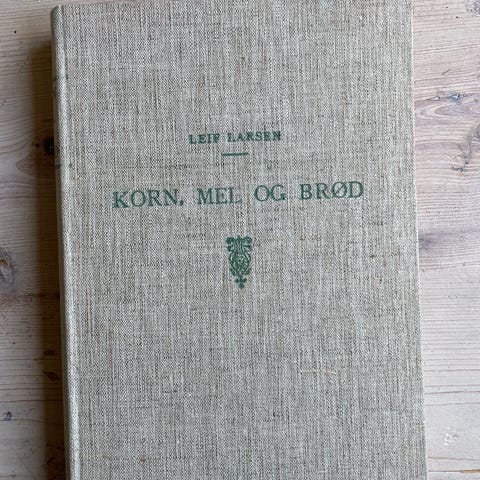 LEIF LARSEN
KORN, MEL OG BRØD